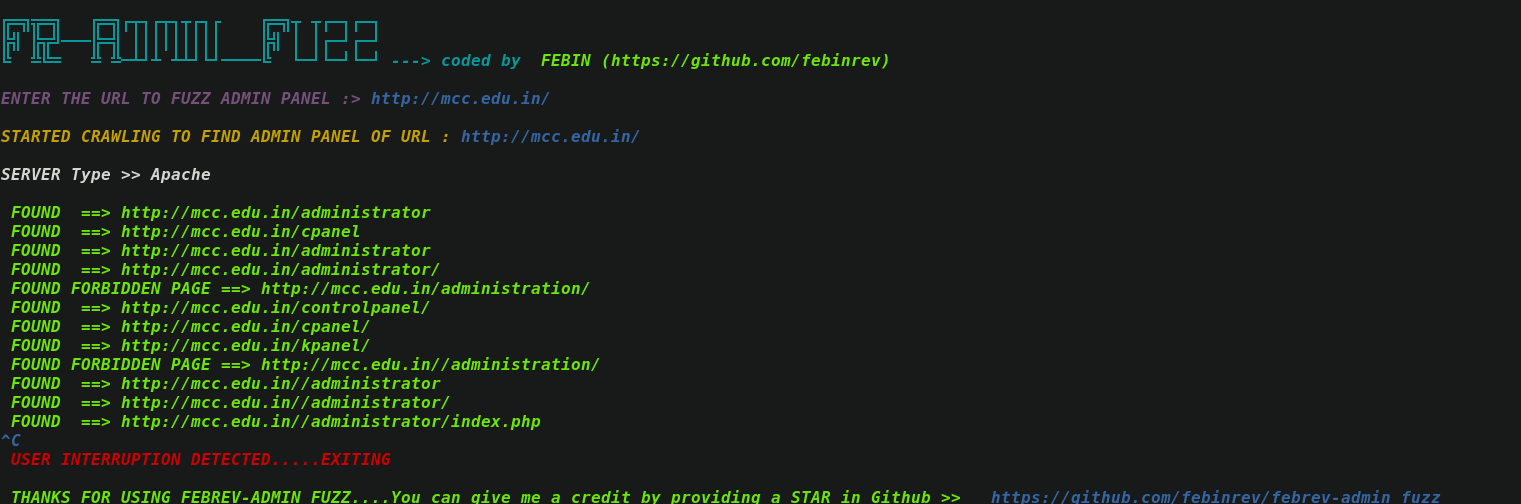 ---> coded by FEBIN (https://github.com/febinrev)
ENTER THE URL TO FUZZ ADMIN PANEL :> http://mcc.edu.in/
STARTED CRAWLING TO FIND ADMIN PANEL OF URL : http://mcc.edu.in/
SERVER Type >> Apache
FOUND ==> http://mcc.edu.in/administrator
FOUND ==> http://mcc.edu.in/cpanel
FOUND ==> http://mcc.edu.in/administrator
FOUND ==> http://mcc.edu.in/administrator/
FOUND FORBIDDEN PAGE ==> http://mcc.edu.in/administration/
FOUND ==> http://mcc.edu.in/controlpanel/
FOUND ==> http://mcc.edu.in/cpanel/
FOUND ==> http://mcc.edu.in/kpanel/
FOUND FORBIDDEN PAGE ==> http://mcc.edu.in//administration/
FOUND ==> http://mcc.edu.in//administrator
FOUND ==> http://mcc.edu.in//administrator/
FOUND ==> http://mcc.edu.in//administrator/index.php
^C
USER INTERRUPTION DETECTED.....EXITING
THANKS FOR USING FEBREV-ADMIN FUZZ....You can give me a credit by providing a STAR in Github >> https://github.com/febinrev/febrev-admin_fuzz